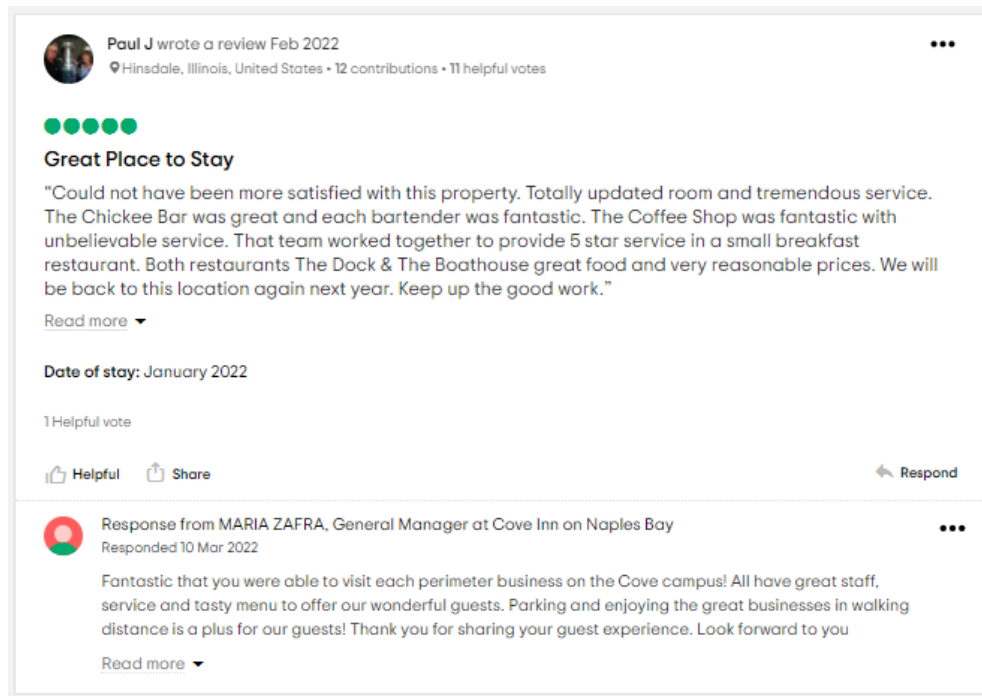 Paul J wrote a review Feb 2022
Hinsdale, Illinois, United States • 12 contributions • 11 helpful votes
Great Place to Stay
“Could not have been more satisfied with this property. Totally updated room and tremendous service.
The Chickee Bar was great and each bartender was fantastic. The Coffee Shop was fantastic with
unbelievable service. That team worked together to provide 5 star service in a small breakfast
restaurant. Both restaurants The Dock & The Boathouse great food and very reasonable prices. We will
be back to this location again next year. Keep up the good work.”
Read more
Date of stay: January 2022
1 Helpful vote
Helpful
Share
Respond
Response from MARIA ZAFRA, General Manager at Cove Inn on Naples Bay
Responded 10 Mar 2022
Fantastic that you were able to visit each perimeter business on the Cove campus! All have great staff,
service and tasty menu to offer our wonderful guests. Parking and enjoying the great businesses in walking
distance is a plus for our guests! Thank you for sharing your guest experience. Look forward to you
Read more